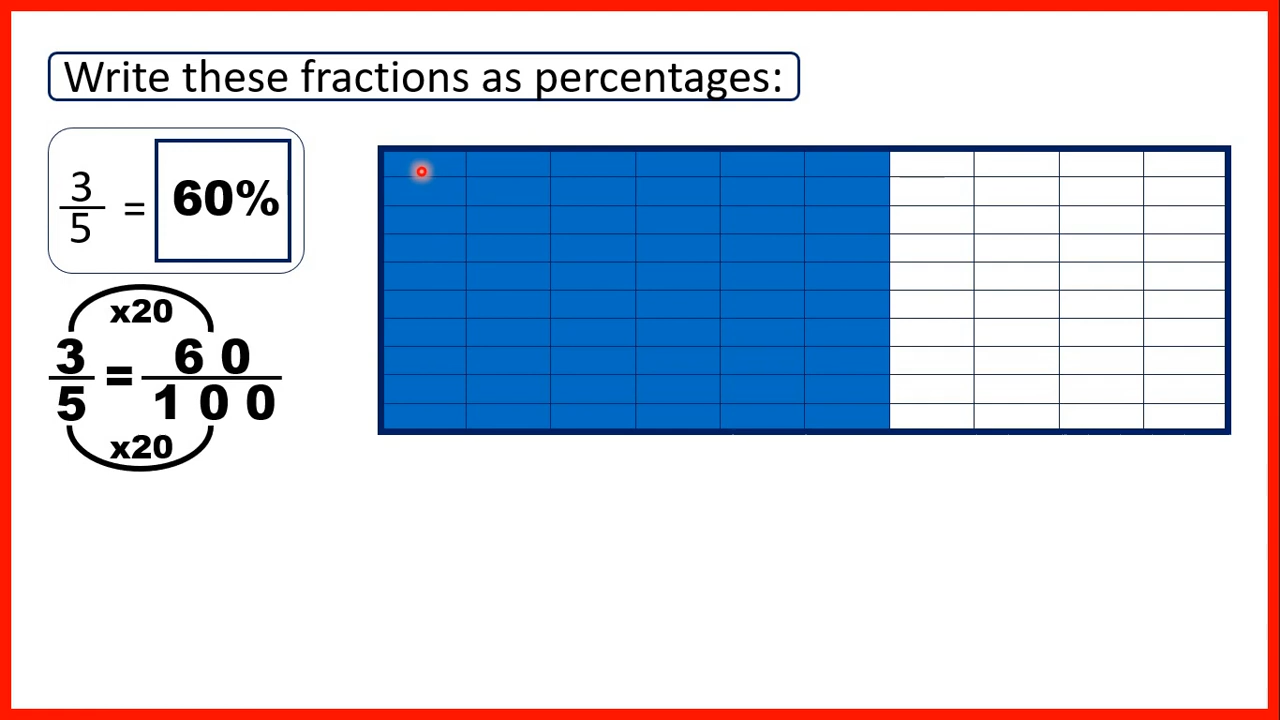 Write these fractions as percentages:
3/5 = 60%
x20
3/5 = 60/100
x20